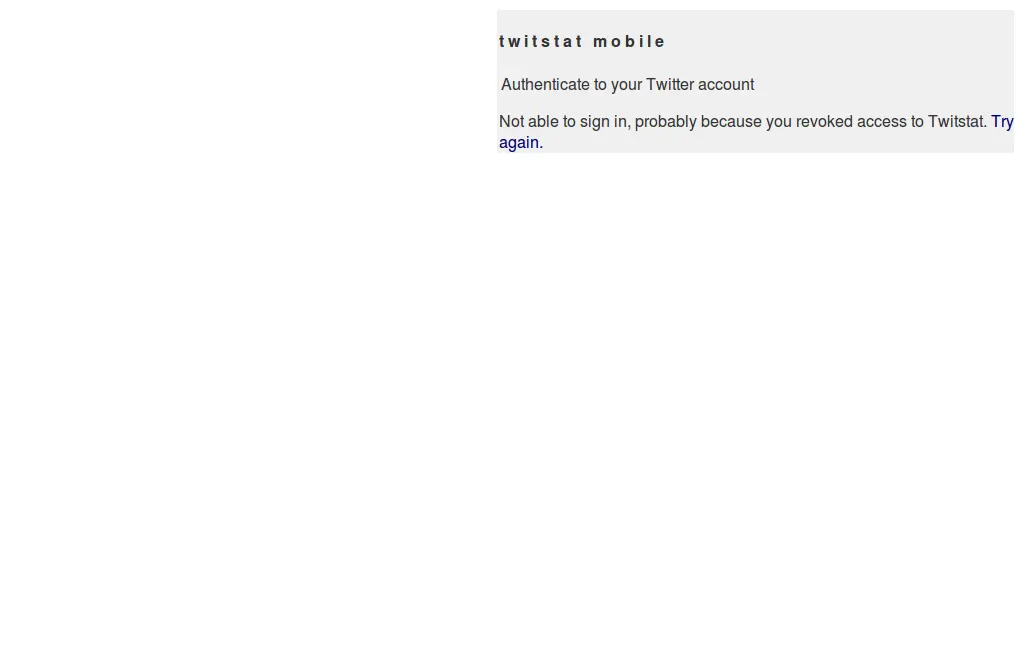 twitstat mobile
Authenticate to your Twitter account
Not able to sign in, probably because you revoked access to Twitstat. Try
again.